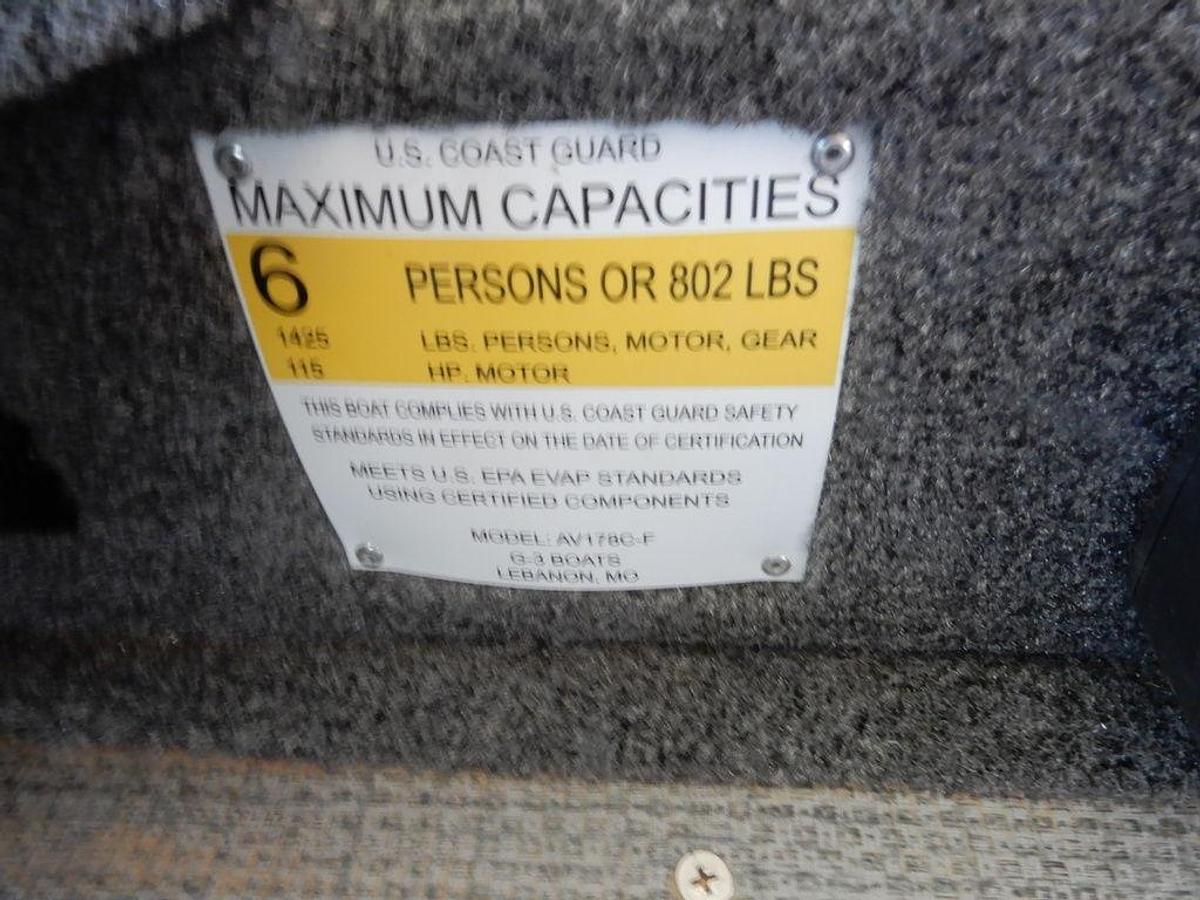 U.S. COAST GUARD
MAXIMUM CAPACITIES
6 PERSONS OR 802 LBS
1425 LBS. PERSONS, MOTOR, GEAR
115 HP. MOTOR
THIS BOAT COMPLIES WITH U.S. COAST GUARD SAFETY
STANDARDS IN EFFECT ON THE DATE OF CERTIFICATION
MEETS U.S. EPA EVAP STANDARDS
USING CERTIFIED COMPONENTS
MODEL: AV178C-F
G-3 BOATS
LEBANON, MO